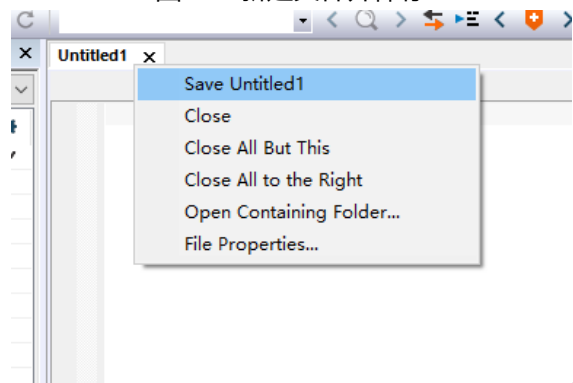 Untitled1
Save Untitled1
Close
Close All But This
Close All to the Right
Open Containing Folder...
File Properties...